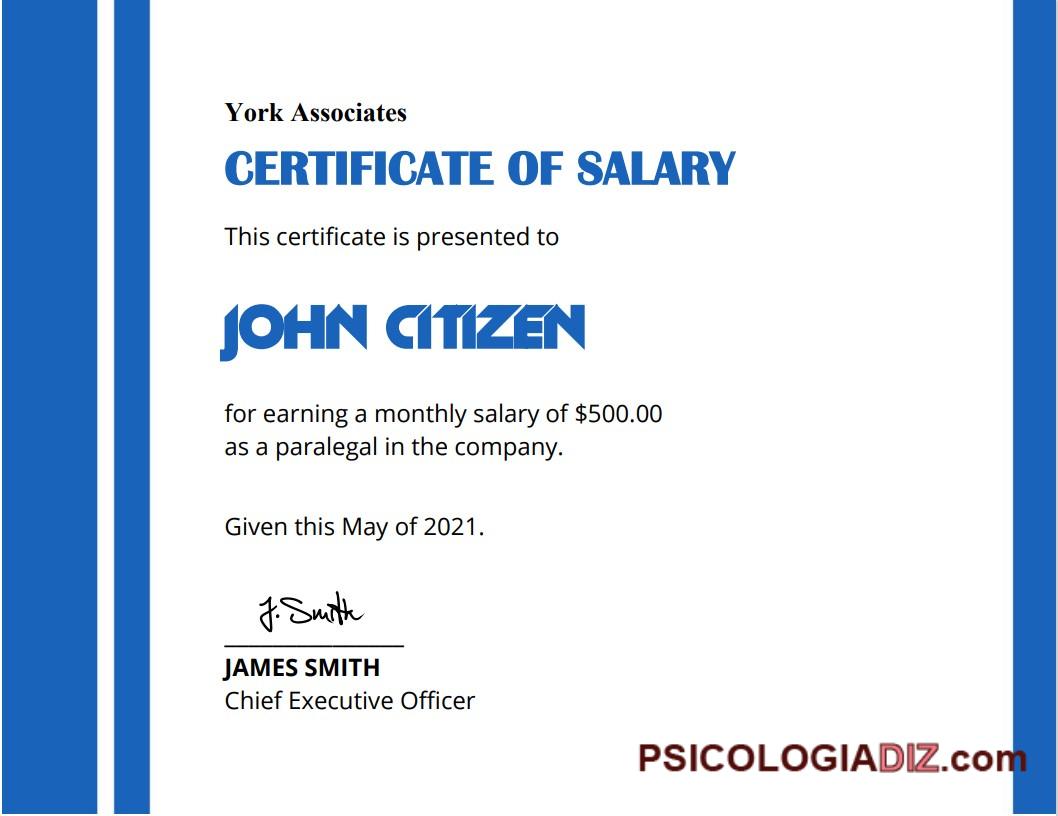 York Associates
CERTIFICATE OF SALARY
This certificate is presented to
JOHN CITIZEN
for earning a monthly salary of $500.00
as a paralegal in the company.
Given this May of 2021.
J. Smith
JAMES SMITH
Chief Executive Officer
PSICOLOGIADIZ.com